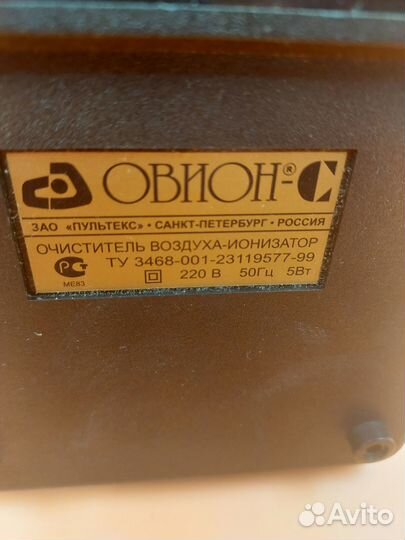 ОВИОН-®С
ЗАО «ПУЛЬТЕКС» • САНКТ-ПЕТЕРБУРГ • РОССИЯ
ОЧИСТИТЕЛЬ ВОЗДУХА-ИОНИЗАТОР
ТУ 3468-001-23119577-99
220 В 50Гц 5Вт
МЕ83
Avito